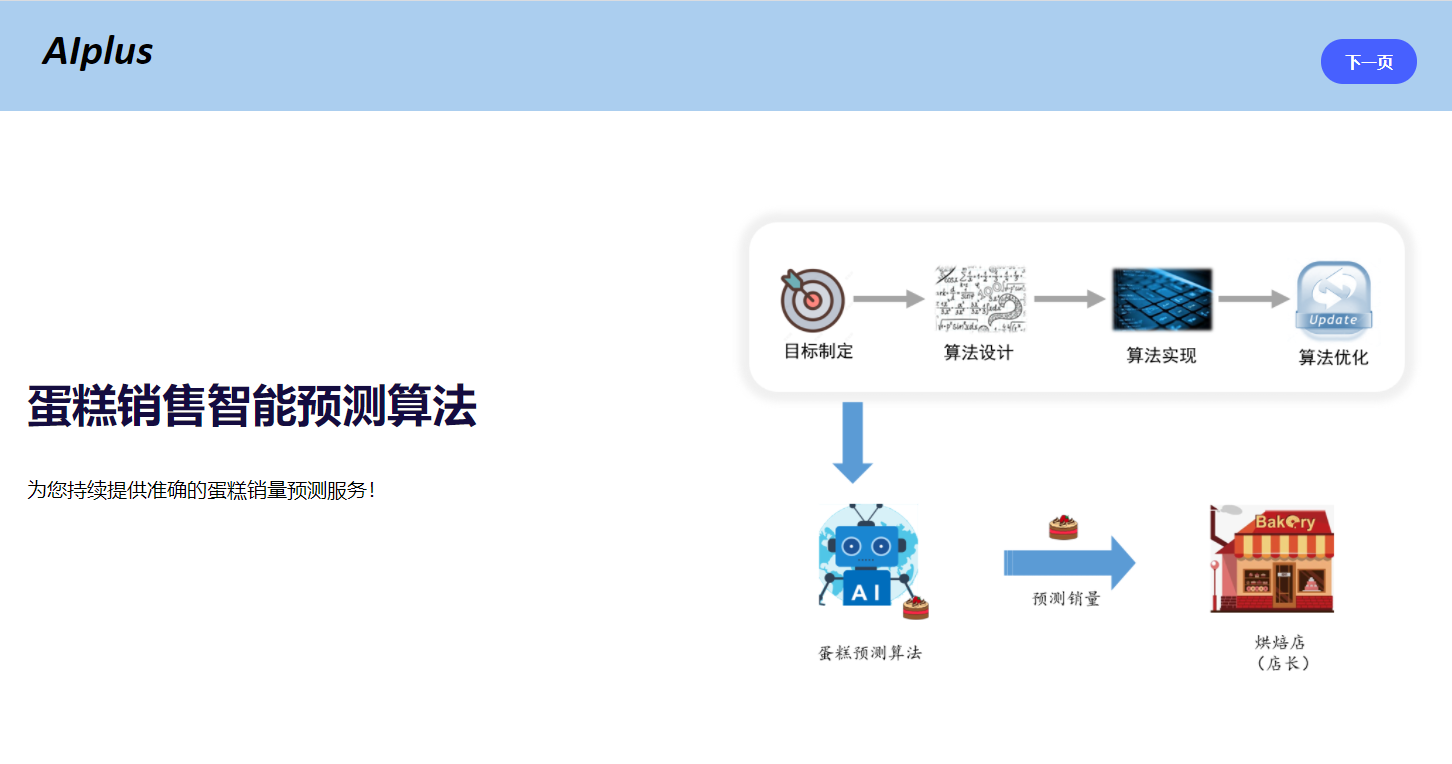 AIplus
下一页
蛋糕销售智能预测算法
为您持续提供准确的蛋糕销量预测服务！
目标制定
算法设计
算法实现
Update
算法优化
AI
蛋糕预测算法
预测销量
Bakery
烘焙店
（店长）